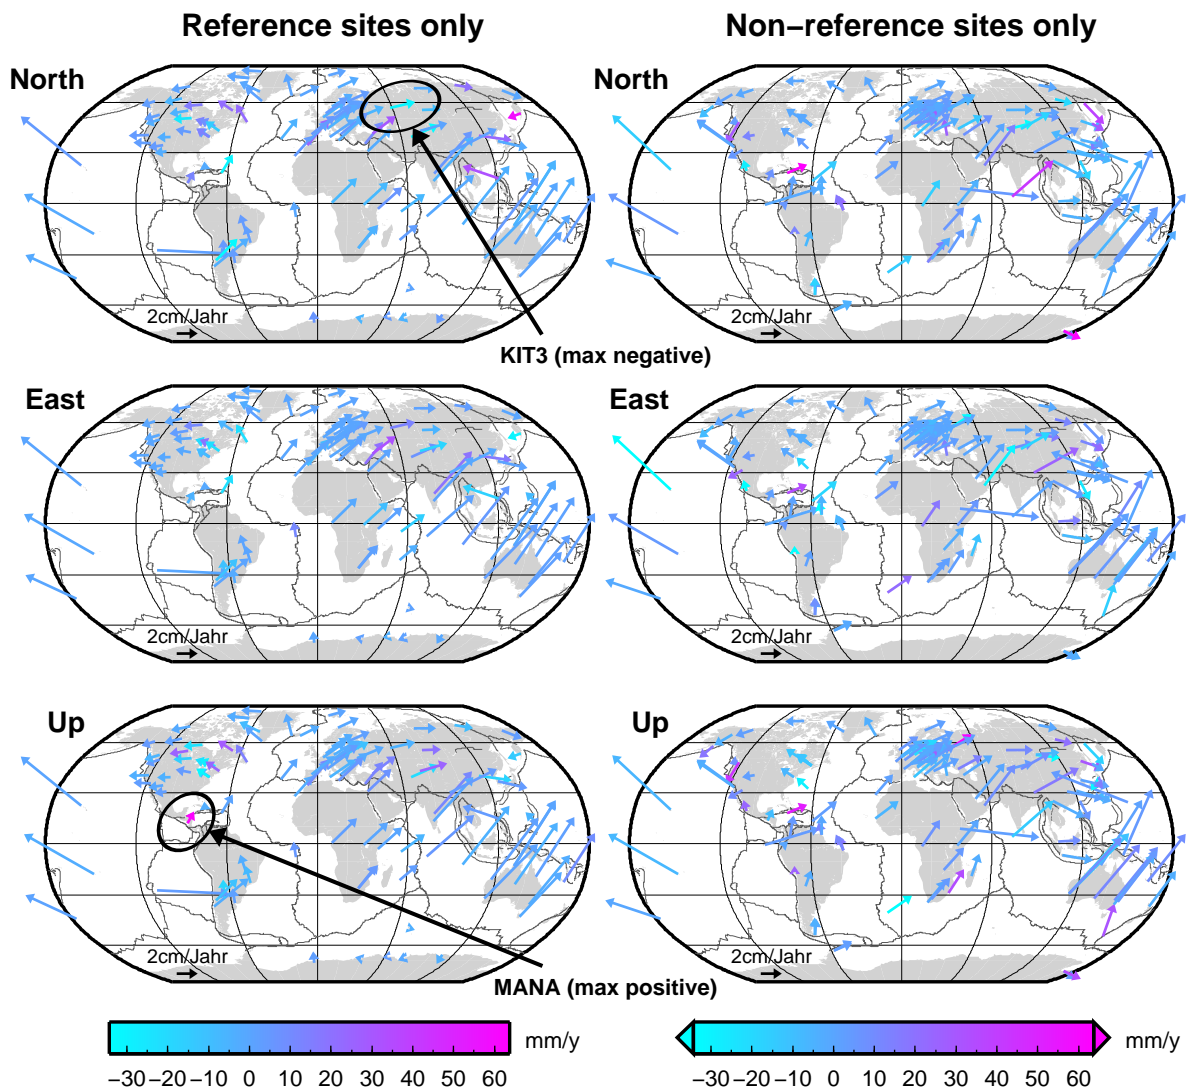 Reference sites only
Non−reference sites only
North
North
2cm/Jahr
2cm/Jahr
KIT3 (max negative)
East
East
2cm/Jahr
2cm/Jahr
Up
Up
2cm/Jahr
2cm/Jahr
MANA (max positive)
mm/y
mm/y
−30 −20 −10 0 10 20 30 40 50 60
−30 −20 −10 0 10 20 30 40 50 60